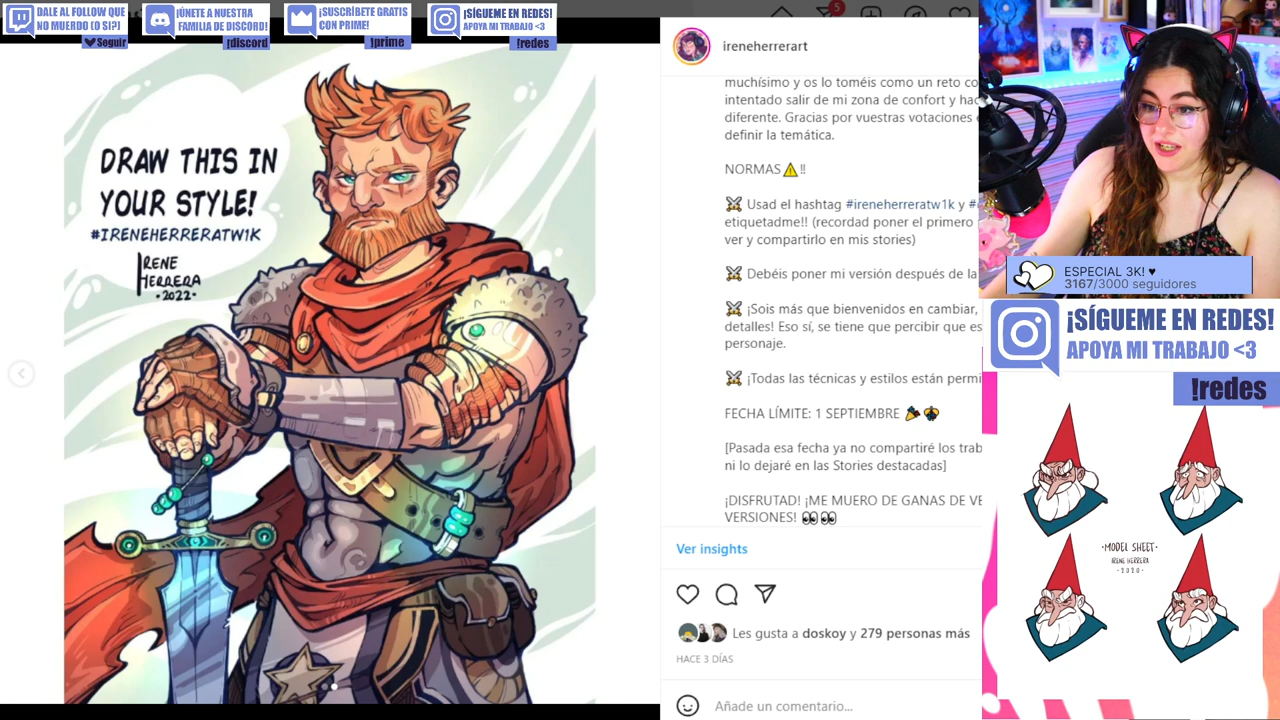 DALE AL FOLLOW QUE
NO MUERDO (O SI?)
Seguir
¡ÚNETE A NUESTRA
FAMILIA DE DISCORD!
!discord
¡SUSCRÍBETE GRATIS
CON PRIME!
!prime
¡SÍGUEME EN REDES!
APOYA MI TRABAJO <3
!redes
5
DRAW THIS IN
YOUR STYLE!
#IRENEHERRERATW1K
IRENE
HERRERA
·2022·
ireneherrerart
muchísimo y os lo toméis como un reto
intentado salir de mi zona de confort y
diferente. Gracias por vuestras votaciones
definir la temática.
NORMAS⚠️‼
⚔️ Usad el hashtag #ireneherreratw1k y
etiquetadme!! (recordad poner el primero
ver y compartirlo en mis stories)
⚔️ Debéis poner mi versión después de la
⚔️ ¡Sois más que bienvenidos en cambiar,
detalles! Eso sí, se tiene que percibir que
personaje.
⚔️ ¡Todas las técnicas y estilos están
FECHA LÍMITE: 1 SEPTIEMBRE
[Pasada esa fecha ya no compartiré los
ni lo dejaré en las Stories destacadas]
¡DISFRUTAD! ¡ME MUERO DE GANAS DE
VERSIONES! 👀👀
Ver insights
Les gusta a doskoy y 279 personas más
HACE 3 DÍAS
Añade un comentario...
ESPECIAL 3K! ♥
3167/3000 seguidores
¡SÍGUEME EN REDES!
APOYA MI TRABAJO <3
!redes
·MODEL SHEET·
IRENE HERRERA
·2020·